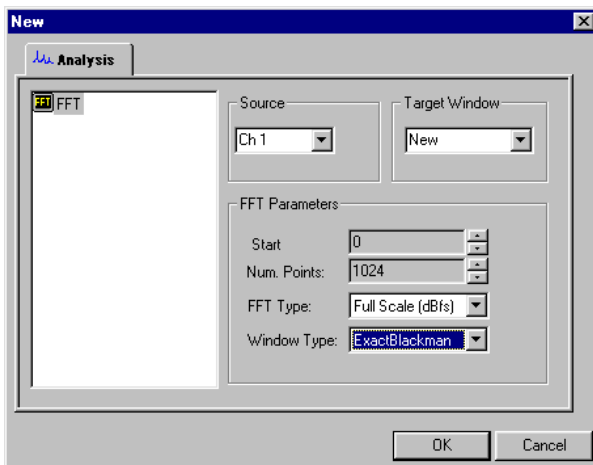 New
Analysis
FFT FFT
Source
Ch 1
Target Window
New
FFT Parameters
Start
0
Num. Points:
1024
FFT Type:
Full Scale (dBfs)
Window Type:
ExactBlackman
OK
Cancel